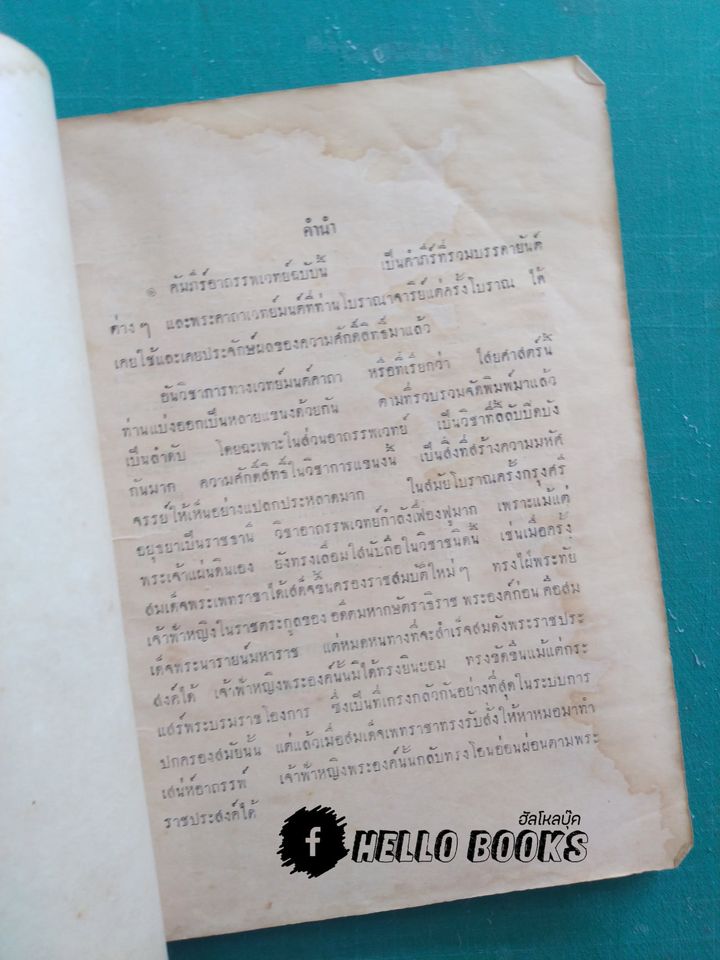 คำนำ
๏ คัมภีร์อาถรรพเวทย์ฉบับนี้ เป็นคำภีร์ที่รวมบรรดายันต์
ต่างๆ และพระคาถาเวทย์มนต์ที่ท่านโบราณาจารย์แต่ครั้งโบราณ ได้
เคยใช้และเคยประจักษ์ผลของความศักดิ์สิทธิ์มาแล้ว
อันวิชาการทางเวทย์มนต์คาถา หรือที่เรียกว่า ไสยศาสตร์นี้
ท่านแบ่งออกเป็นหลายแขนงด้วยกัน ตามที่รวบรวมจัดพิมพ์มาแล้ว
เป็นลำดับ โดยฉะเพาะในส่วนอาถรรพเวทย์ เป็นวิชาที่ลี้ลับปิดบัง
กันมาก ความศักดิ์สิทธิ์ในวิชาการแขนงนี้ เป็นสิ่งที่สร้างความมหัศ
จรรย์ให้เห็นอย่างแปลกประหลาดมาก ในสมัยโบราณครั้งกรุงศรี
อยุธยาเป็นราชธานี วิชาอาถรรพเวทย์กำลังเฟื่องฟูมาก เพราะแม้แต่
พระเจ้าแผ่นดินเอง ยังทรงเลื่อมใสนับถือในวิชาชนิดนี้ เช่นเมื่อครั้ง
สมเด็จพระเพทราชาได้เสด็จขึ้นครองราชสมบัติใหม่ๆ ทรงใฝ่พระทัย
เจ้าฟ้าหญิงในราชตระกูลของ อดีตมหากษัตราธิราช พระองค์ก่อน คือสม
เด็จพระนารายน์มหาราช แต่หมดหนทางที่จะสำเร็จสมดังพระราชประ
สงค์ได้ เจ้าฟ้าหญิงพระองค์นั้นมิได้ทรงยินยอม ทรงขัดขืนแม้แต่กระ
แสร์พระบรมราชโองการ ซึ่งเป็นที่เกรงกลัวกันอย่างที่สุดในระบบการ
ปกครองสมัยนั้น แต่แล้วเมื่อสมเด็จเพทราชาทรงรับสั่งให้หาหมอมาทำ
เสน่ห์อาถรรพ์ เจ้าฟ้าหญิงพระองค์นั้นกลับทรงโอนอ่อนผ่อนตามพระ
ราชประสงค์ได้
ฮัลโหลบุ๊ค
f HELLO BOOKS